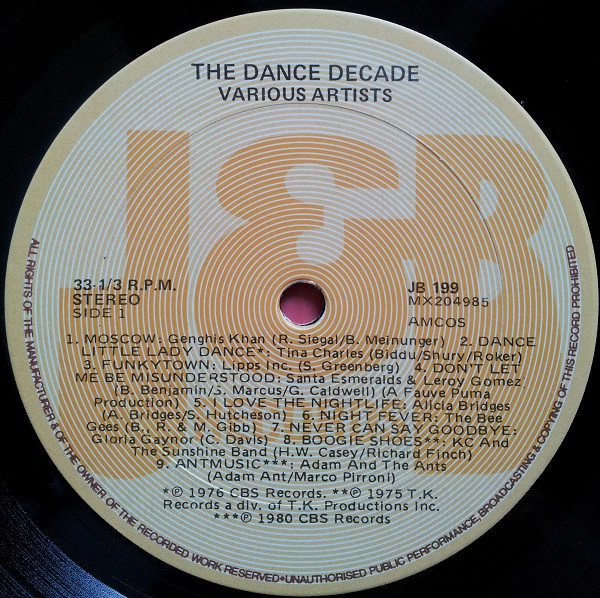 THE DANCE DECADE
VARIOUS ARTISTS
J&B
33-1/3 R.P.M.
STEREO
SIDE 1
JB 199
MX204985
AMCOS
1. MOSCOW: Genghis Khan (R. Siegal/B. Meinunger) 2. DANCE
LITTLE LADY DANCE*: Tina Charles (Biddu/Shury/Roker)
3. FUNKYTOWN: Lipps Inc. (S. Greenberg) 4. DON'T LET
ME BE MISUNDERSTOOD: Santa Esmeralds & Leroy Gomez
(B. Benjamin/S. Marcus/G. Caldwell) (A Fauve Puma
Production) 5. I LOVE THE NIGHTLIFE: Alicia Bridges
(A. Bridges/S. Hutcheson) 6. NIGHT FEVER: The Bee
Gees (B., R. & M. Gibb) 7. NEVER CAN SAY GOODBYE:
Gloria Gaynor (C. Davis) 8. BOOGIE SHOES**: KC And
The Sunshine Band (H.W. Casey/Richard Finch)
9. ANTMUSIC***: Adam And The Ants
(Adam Ant/Marco Pirroni)
*℗ 1976 CBS Records. **℗ 1975 T.K.
Records a div. of T.K. Productions Inc.
***℗ 1980 CBS Records
ALL RIGHTS OF THE MANUFACTURER & OF THE OWNER OF THE RECORDED WORK RESERVED•UNAUTHORISED PUBLIC PERFORMANCE, BROADCASTING & COPYING OF THIS RECORD PROHIBITED